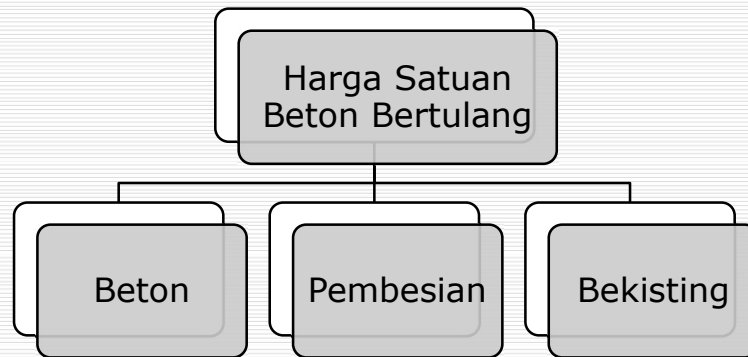 Harga Satuan
Beton Bertulang
Beton
Pembesian
Bekisting